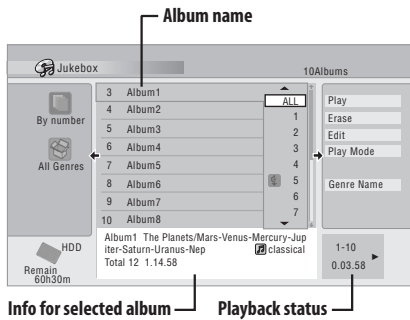 Album name
Jukebox
10Albums
By number
All Genres
3 Album1
4 Album2
5 Album3
6 Album4
7 Album5
8 Album6
9 Album7
10 Album8
ALL
1
2
3
4
5
6
7
Play
Erase
Edit
Play Mode
Genre Name
HDD
Remain
60h30m
Album1 The Planets/Mars-Venus-Mercury-Jup
iter-Saturn-Uranus-Nep classical
Total 12 1.14.58
1-10
0.03.58
Info for selected album
Playback status